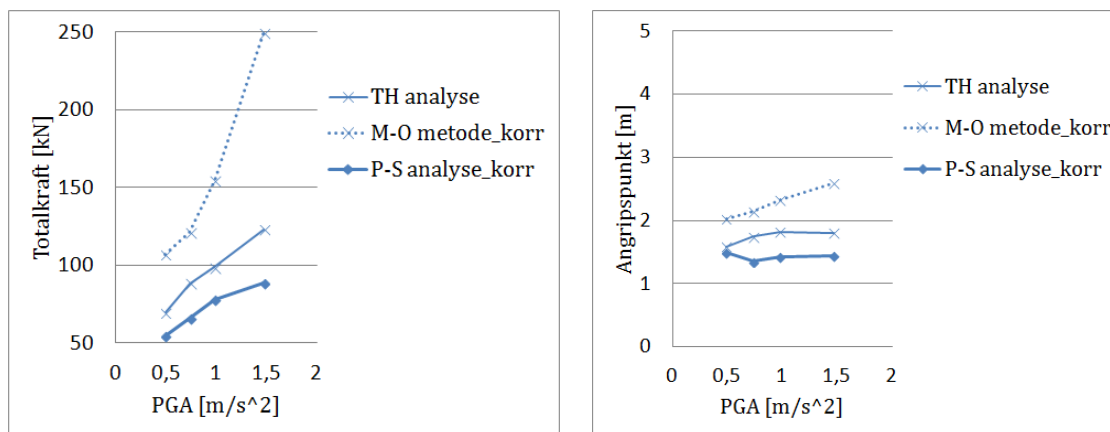 Totalkraft [kN]
250
200
150
100
50
0
0,5
1
1,5
2
PGA [m/s^2]
TH analyse
M-O metode_korr
P-S analyse_korr
Angripspunkt [m]
5
4
3
2
1
0
0
0,5
1
1,5
2
PGA [m/s^2]
TH analyse
M-O metode_korr
P-S analyse_korr